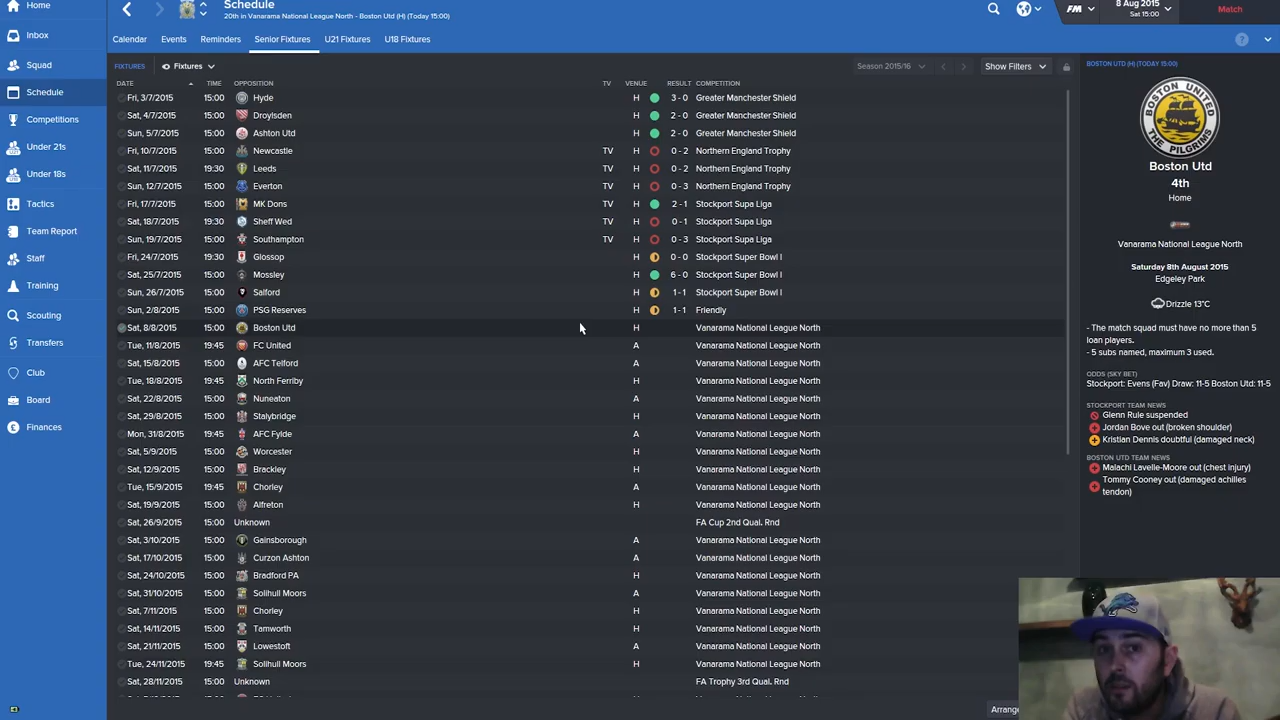 Home
Schedule
20th in Vanarama National League North - Boston Utd (H) (Today 15:00)
FM
8 Aug 2015
Sat 15:00
Match
Inbox
Squad
Schedule
Competitions
Under 21s
Under 18s
Tactics
Team Report
Staff
Training
Scouting
Transfers
Club
Board
Finances
Calendar Events Reminders Senior Fixtures U21 Fixtures U18 Fixtures
FIXTURES Fixtures Season 2015/16 Show Filters
DATE TIME OPPOSITION TV VENUE RESULT COMPETITION
Fri, 3/7/2015 15:00 Hyde H 3 - 0 Greater Manchester Shield
Sat, 4/7/2015 15:00 Droylsden H 2 - 0 Greater Manchester Shield
Sun, 5/7/2015 15:00 Ashton Utd H 2 - 0 Greater Manchester Shield
Fri, 10/7/2015 15:00 Newcastle TV H 0 - 2 Northern England Trophy
Sat, 11/7/2015 19:30 Leeds TV H 0 - 2 Northern England Trophy
Sun, 12/7/2015 15:00 Everton TV H 0 - 3 Northern England Trophy
Fri, 17/7/2015 15:00 MK Dons TV H 2 - 1 Stockport Supa Liga
Sat, 18/7/2015 19:30 Sheff Wed TV H 0 - 1 Stockport Supa Liga
Sun, 19/7/2015 15:00 Southampton TV H 0 - 3 Stockport Supa Liga
Fri, 24/7/2015 19:30 Glossop H 0 - 0 Stockport Super Bowl I
Sat, 25/7/2015 15:00 Mossley H 6 - 0 Stockport Super Bowl I
Sun, 26/7/2015 15:00 Salford H 1 - 1 Stockport Super Bowl I
Sun, 2/8/2015 15:00 PSG Reserves H 1 - 1 Friendly
Sat, 8/8/2015 15:00 Boston Utd H Vanarama National League North
Tue, 11/8/2015 19:45 FC United A Vanarama National League North
Sat, 15/8/2015 15:00 AFC Telford A Vanarama National League North
Tue, 18/8/2015 19:45 North Ferriby H Vanarama National League North
Sat, 22/8/2015 15:00 Nuneaton A Vanarama National League North
Sat, 29/8/2015 15:00 Stalybridge H Vanarama National League North
Mon, 31/8/2015 19:45 AFC Fylde A Vanarama National League North
Sat, 5/9/2015 15:00 Worcester H Vanarama National League North
Sat, 12/9/2015 15:00 Brackley H Vanarama National League North
Tue, 15/9/2015 19:45 Chorley A Vanarama National League North
Sat, 19/9/2015 15:00 Alfreton H Vanarama National League North
Sat, 26/9/2015 15:00 Unknown FA Cup 2nd Qual. Rnd
Sat, 3/10/2015 15:00 Gainsborough A Vanarama National League North
Sat, 17/10/2015 15:00 Curzon Ashton A Vanarama National League North
Sat, 24/10/2015 15:00 Bradford PA H Vanarama National League North
Sat, 31/10/2015 15:00 Solihull Moors A Vanarama National League North
Sat, 7/11/2015 15:00 Chorley H Vanarama National League North
Sat, 14/11/2015 15:00 Tamworth H Vanarama National League North
Sat, 21/11/2015 15:00 Lowestoft A Vanarama National League North
Tue, 24/11/2015 19:45 Solihull Moors H Vanarama National League North
Sat, 28/11/2015 15:00 Unknown FA Trophy 3rd Qual. Rnd
Arrange
BOSTON UTD (H) (TODAY 15:00)
BOSTON UNITED
THE PILGRIMS
Boston Utd
4th
Home
Vanarama National League North
Saturday 8th August 2015
Edgeley Park
Drizzle 13°C
- The match squad must have no more than 5
loan players.
- 5 subs named, maximum 3 used.
ODDS (SKY BET)
Stockport: Evens (Fav) Draw: 11-5 Boston Utd: 11-5
STOCKPORT TEAM NEWS
Glenn Rule suspended
Jordan Bove out (broken shoulder)
Kristian Dennis doubtful (damaged neck)
BOSTON UTD TEAM NEWS
Malachi Lavelle-Moore out (chest injury)
Tommy Cooney out (damaged achilles
tendon)